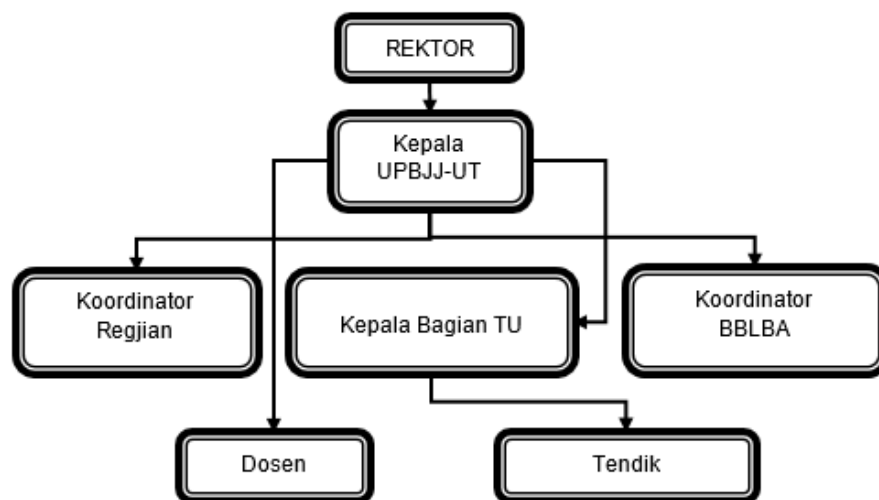 REKTOR
Kepala
UPBJJ-UT
Koordinator
Regjian
Kepala Bagian TU
Koordinator
BBLBA
Dosen
Tendik